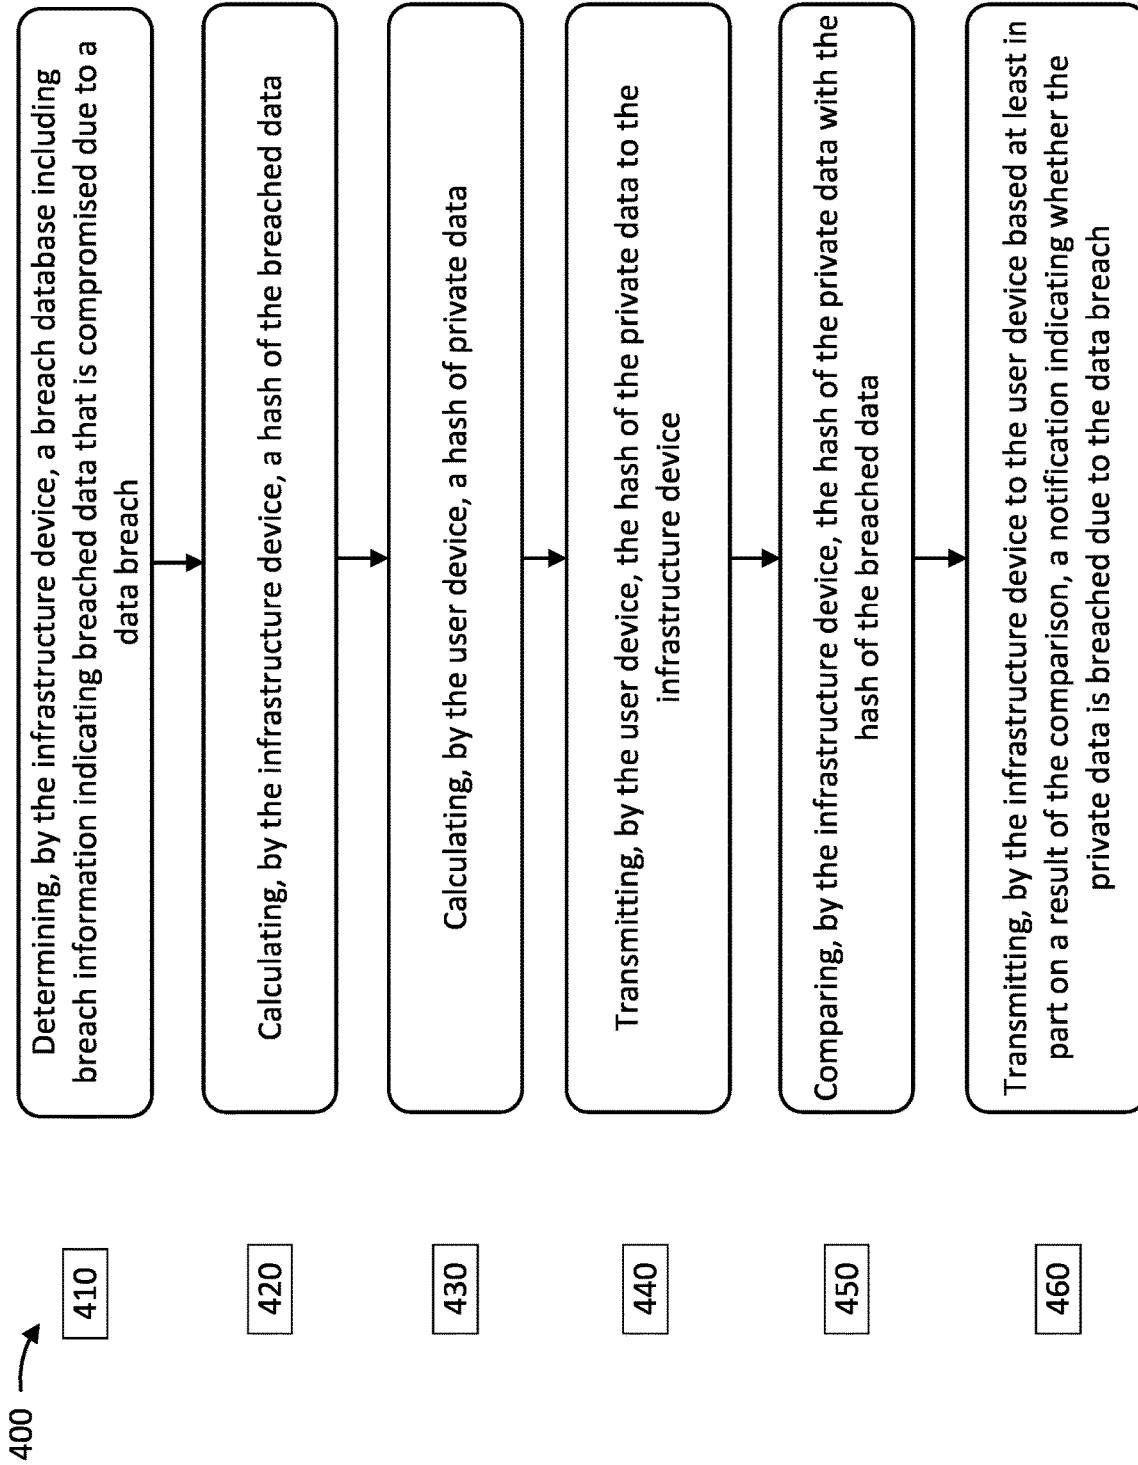 400
410
Determining, by the infrastructure device, a breach database including
breach information indicating breached data that is compromised due to a
data breach
420
Calculating, by the infrastructure device, a hash of the breached data
430
Calculating, by the user device, a hash of private data
440
Transmitting, by the user device, the hash of the private data to the
infrastructure device
450
Comparing, by the infrastructure device, the hash of the private data with the
hash of the breached data
460
Transmitting, by the infrastructure device to the user device based at least in
part on a result of the comparison, a notification indicating whether the
private data is breached due to the data breach